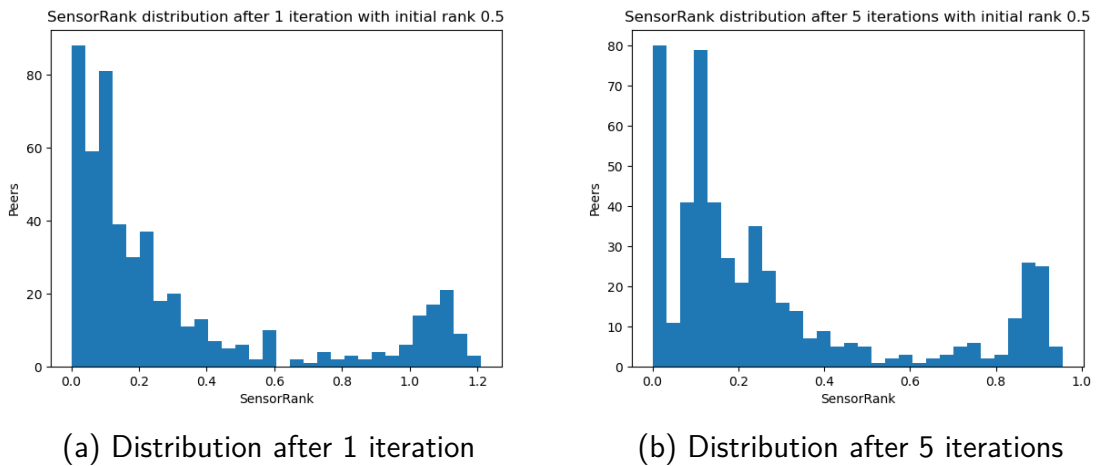 SensorRank distribution after 1 iteration with initial rank 0.5
80
60
40
20
0
Peers
0.0 0.2 0.4 0.6 0.8 1.0 1.2
SensorRank
(a) Distribution after 1 iteration
SensorRank distribution after 5 iterations with initial rank 0.5
80
70
60
50
40
30
20
10
0
Peers
0.0 0.2 0.4 0.6 0.8 1.0
SensorRank
(b) Distribution after 5 iterations